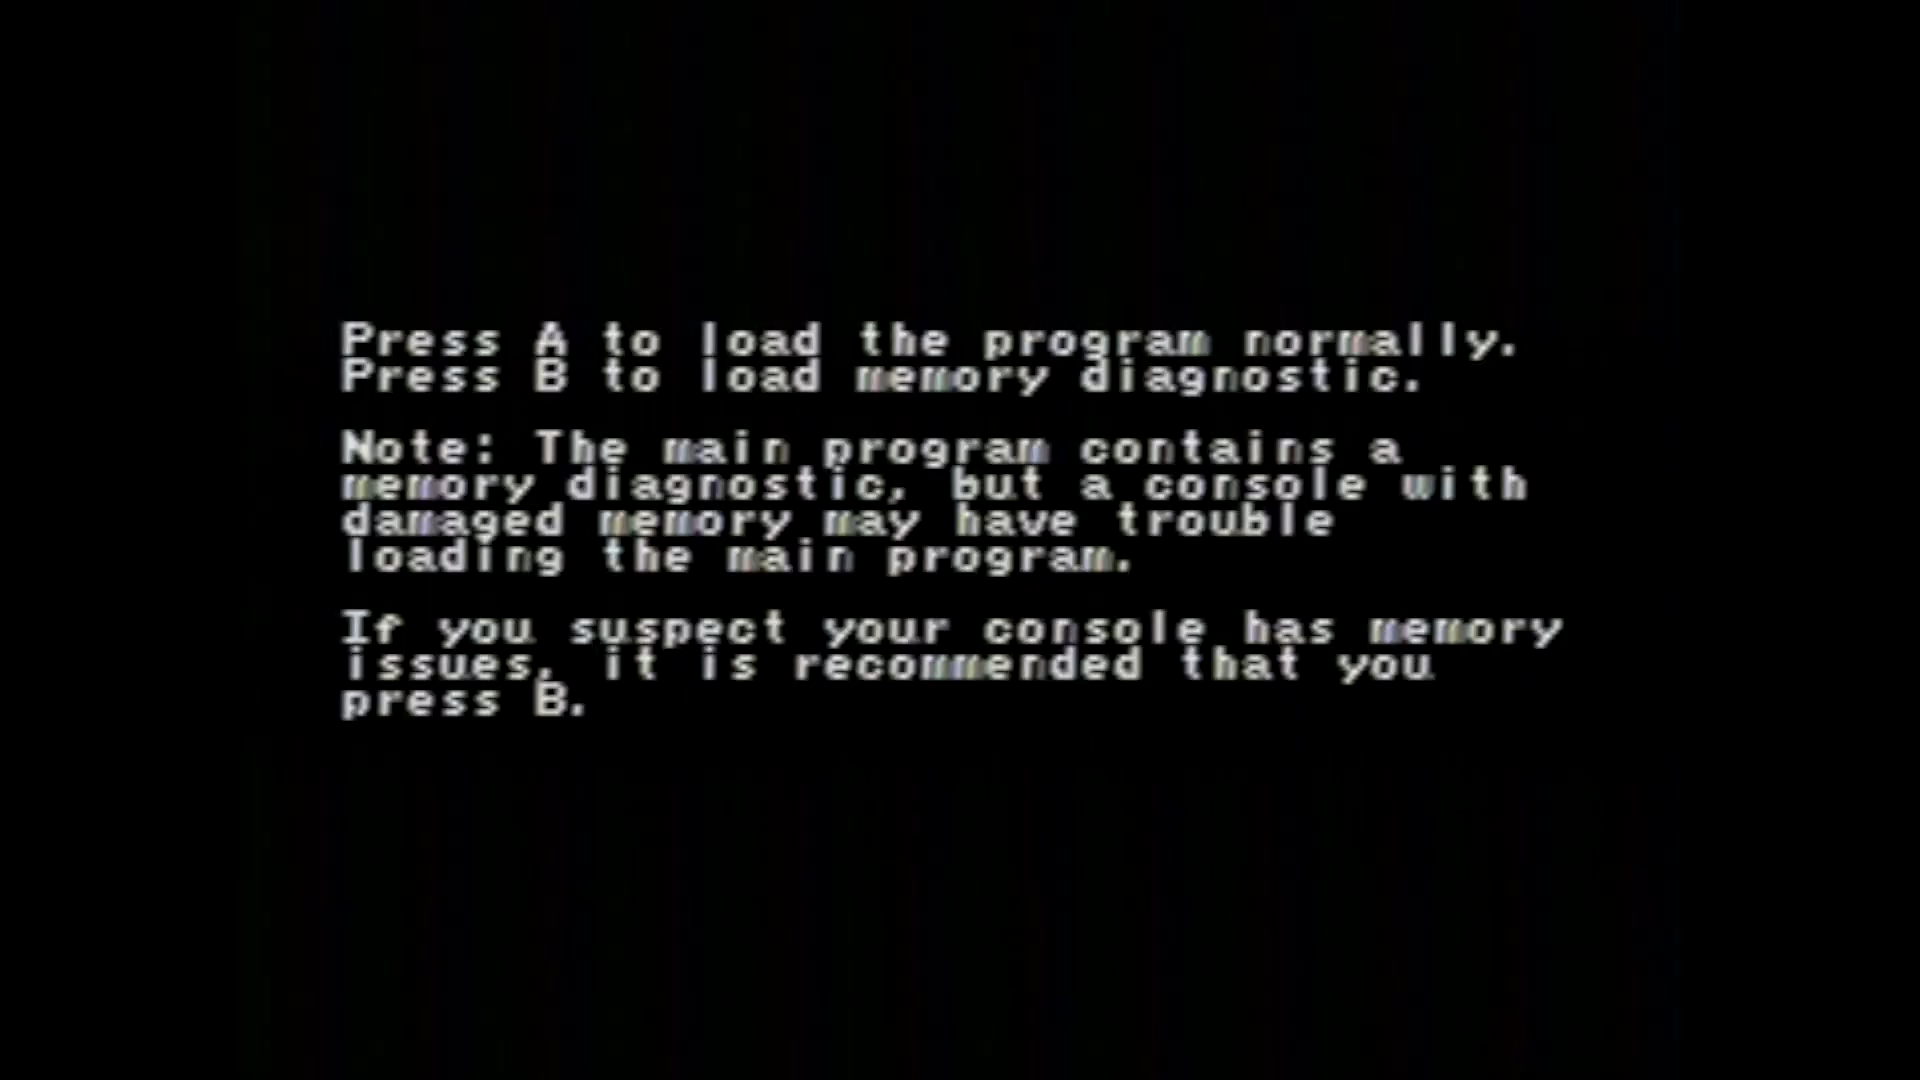 Press A to load the program normally.
Press B to load memory diagnostic.
Note: The main program contains a
memory diagnostic, but a console with
damaged memory may have trouble
loading the main program.
If you suspect your console has memory
issues, it is recommended that you
press B.